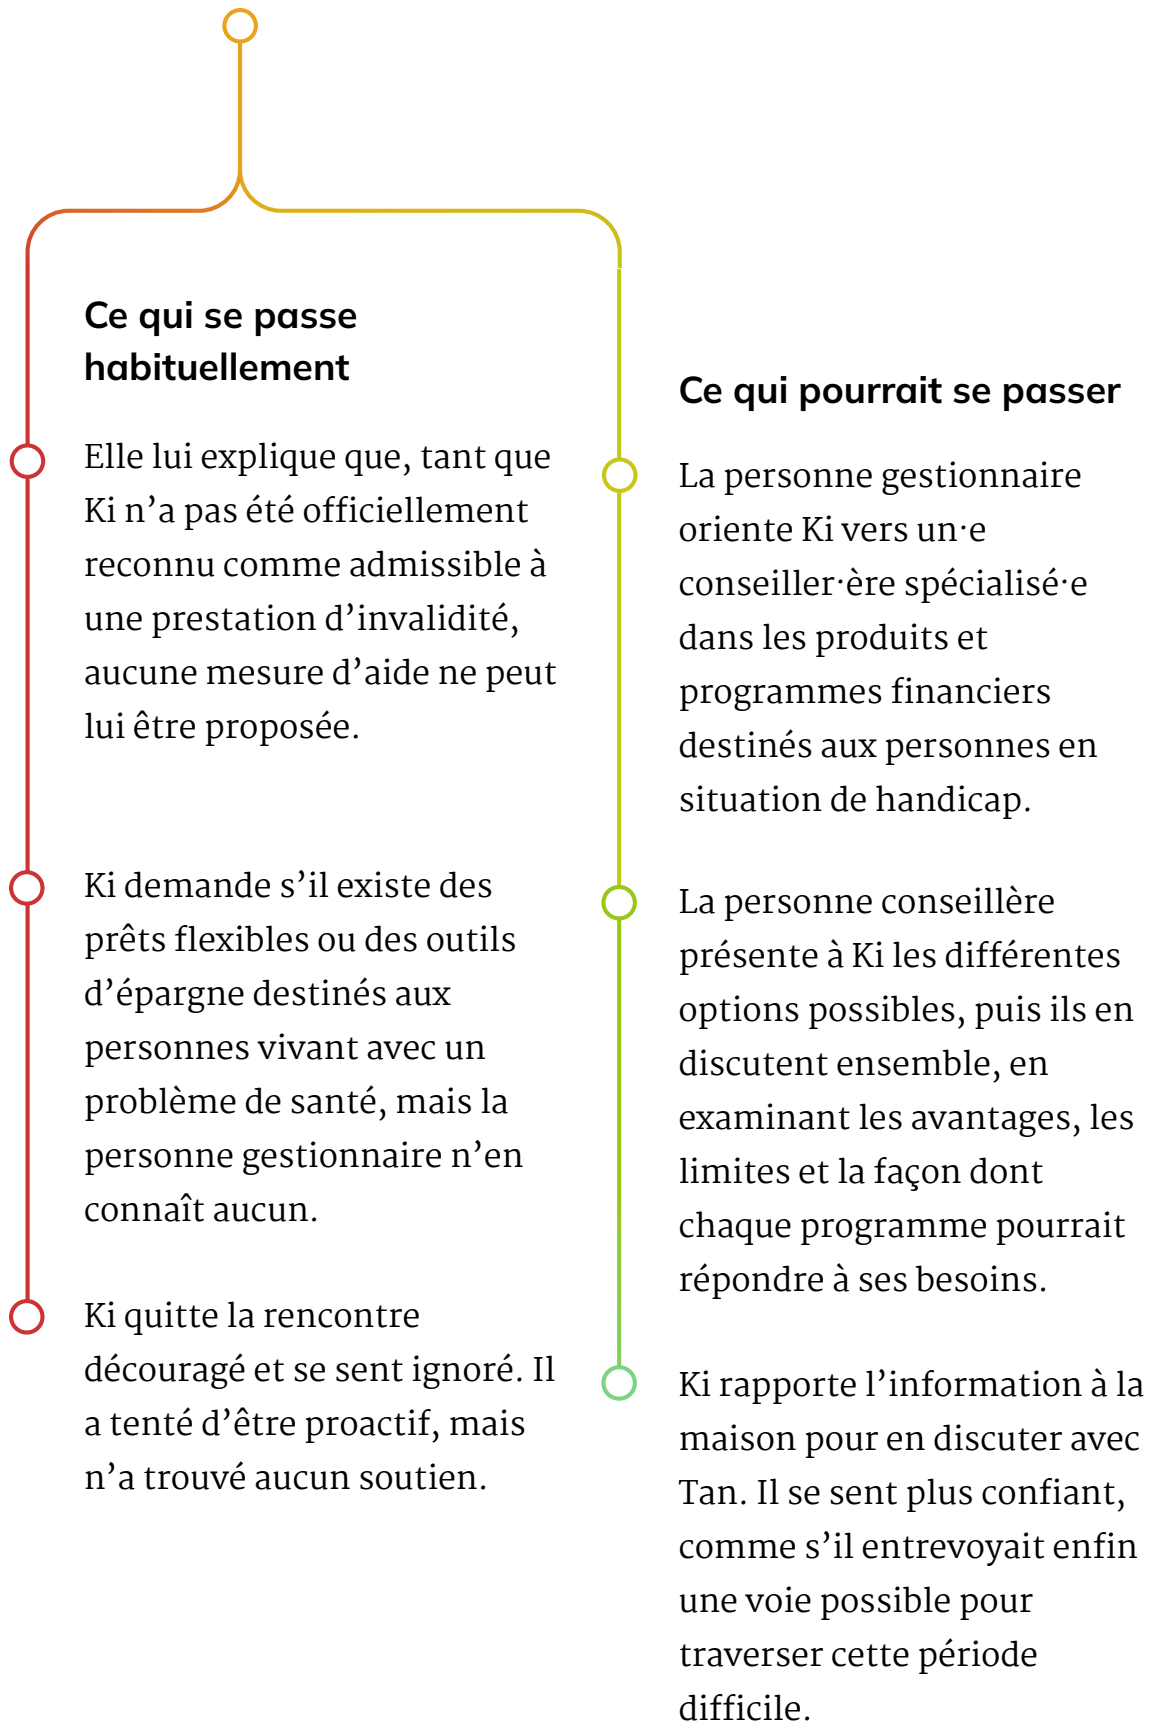 Ce qui se passe
habituellement
Elle lui explique que, tant que
Ki n’a pas été officiellement
reconnu comme admissible à
une prestation d’invalidité,
aucune mesure d’aide ne peut
lui être proposée.
Ki demande s’il existe des
prêts flexibles ou des outils
d’épargne destinés aux
personnes vivant avec un
problème de santé, mais la
personne gestionnaire n’en
connaît aucun.
Ki quitte la rencontre
découragé et se sent ignoré. Il
a tenté d’être proactif, mais
n’a trouvé aucun soutien.
Ce qui pourrait se passer
La personne gestionnaire
oriente Ki vers un·e
conseiller·ère spécialisé·e
dans les produits et
programmes financiers
destinés aux personnes en
situation de handicap.
La personne conseillère
présente à Ki les différentes
options possibles, puis ils en
discutent ensemble, en
examinant les avantages, les
limites et la façon dont
chaque programme pourrait
répondre à ses besoins.
Ki rapporte l’information à la
maison pour en discuter avec
Tan. Il se sent plus confiant,
comme s’il entrevoyait enfin
une voie possible pour
traverser cette période
difficile.